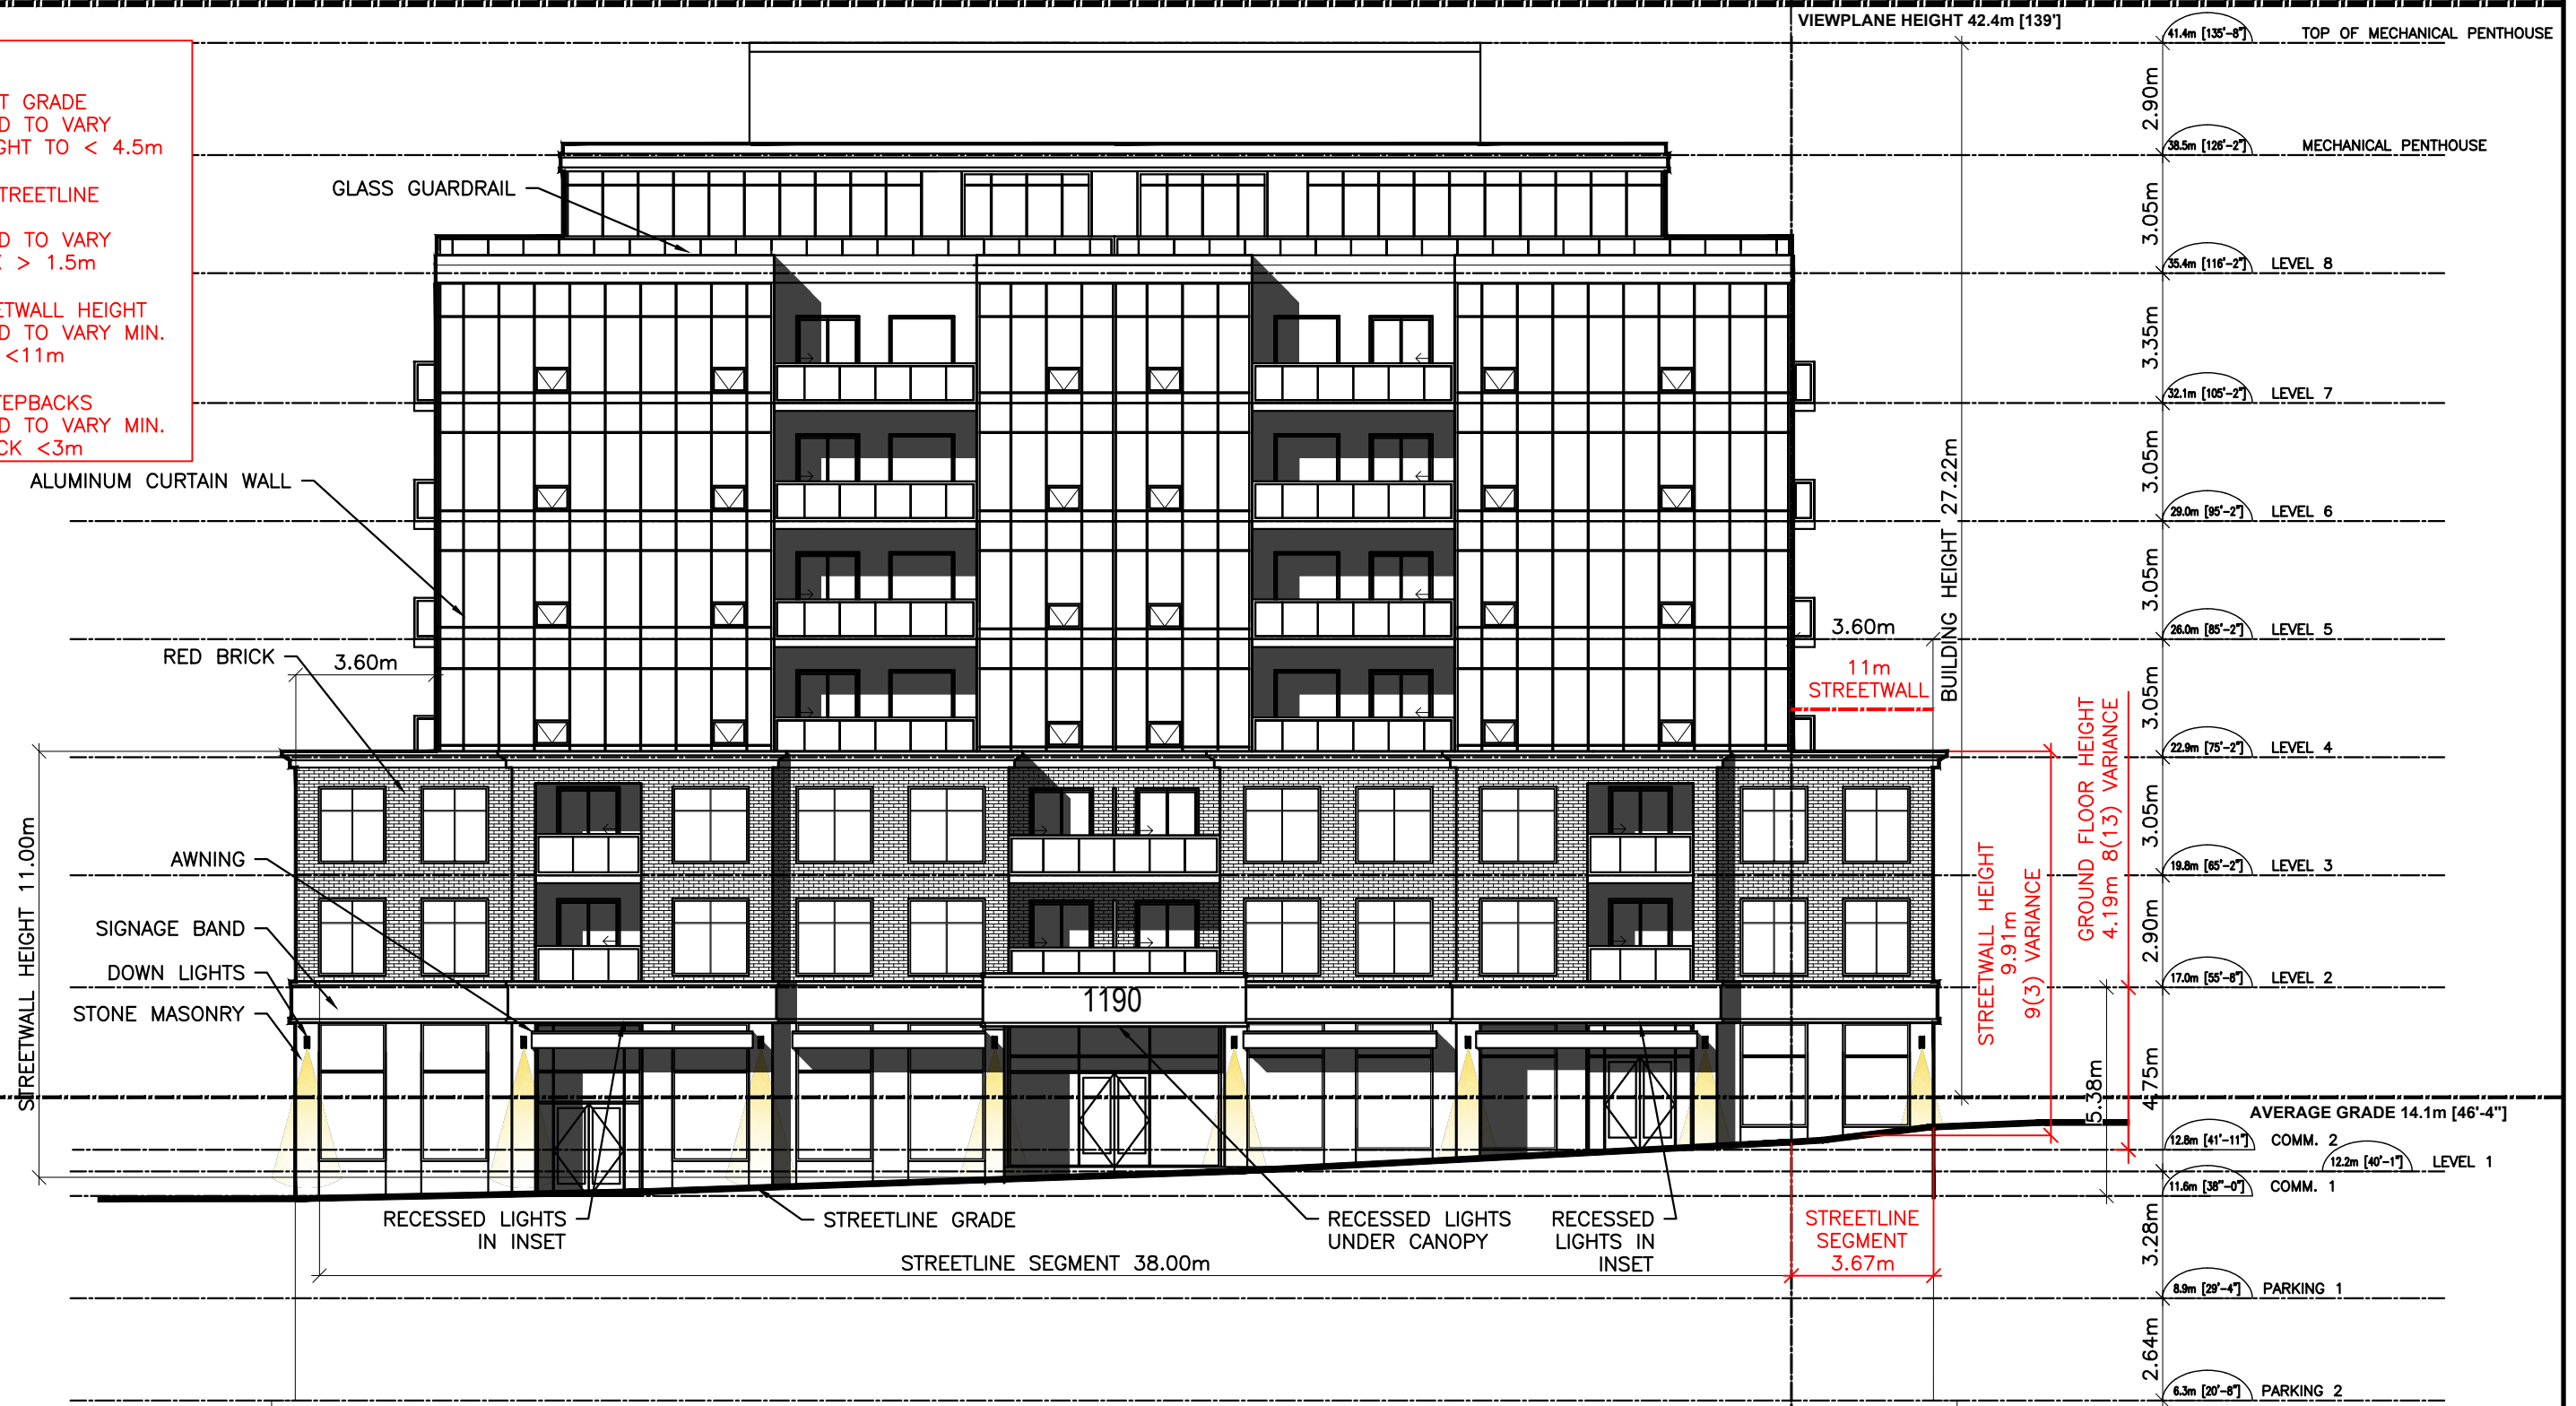 VIEWPLANE HEIGHT 42.4m [139']
41.4m [135'-8"] TOP OF MECHANICAL PENTHOUSE
2.90m
38.5m [126'-2"] MECHANICAL PENTHOUSE
3.05m
35.4m [116'-2"] LEVEL 8
3.35m
32.1m [105'-2"] LEVEL 7
3.05m
29.0m [95'-2"] LEVEL 6
3.05m
26.0m [85'-2"] LEVEL 5
3.05m
22.9m [75'-2"] LEVEL 4
3.05m
19.8m [65'-2"] LEVEL 3
2.90m
17.0m [55'-8"] LEVEL 2
4.75m
5.38m
AVERAGE GRADE 14.1m [46'-4"]
12.8m [41'-11"] COMM. 2
12.2m [40'-1"] LEVEL 1
11.6m [38"-0"] COMM. 1
3.28m
8.9m [29'-4"] PARKING 1
2.64m
6.3m [20'-8"] PARKING 2
T GRADE
D TO VARY
GHT TO < 4.5m
TREETLINE
D TO VARY
> 1.5m
ETWALL HEIGHT
D TO VARY MIN.
<11m
TEPBACKS
D TO VARY MIN.
CK <3m
GLASS GUARDRAIL
ALUMINUM CURTAIN WALL
RED BRICK
3.60m
AWNING
SIGNAGE BAND
DOWN LIGHTS
STONE MASONRY
STREETWALL HEIGHT 11.00m
1190
3.60m
11m
STREETWALL
BUILDING HEIGHT 27.22m
STREETWALL HEIGHT
9.91m
9(3) VARIANCE
GROUND FLOOR HEIGHT
4.19m 8(13) VARIANCE
RECESSED LIGHTS
IN INSET
STREETLINE GRADE
RECESSED LIGHTS
UNDER CANOPY
RECESSED
LIGHTS IN
INSET
STREETLINE
SEGMENT
3.67m
STREETLINE SEGMENT 38.00m